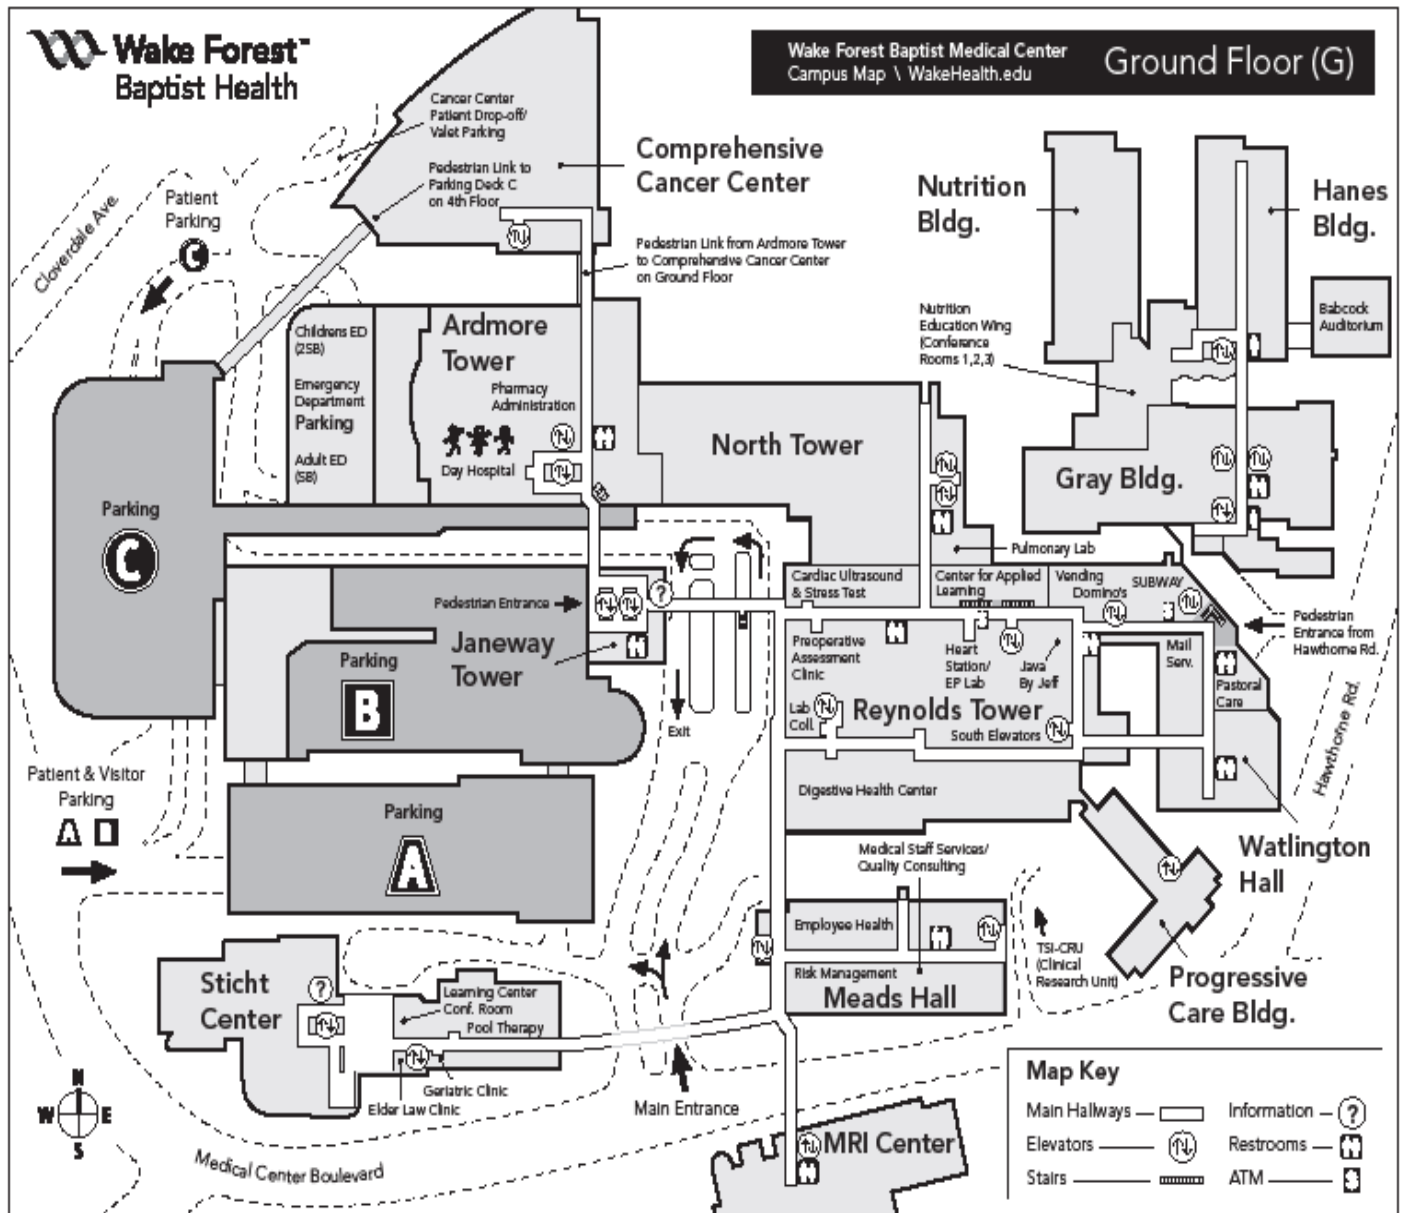 Wake Forest™
Baptist Health
Wake Forest Baptist Medical Center
Campus Map \ WakeHealth.edu
Ground Floor (G)
Cancer Center
Patient Drop-off/
Valet Parking
Pedestrian Link to
Parking Deck C
on 4th Floor
Comprehensive
Cancer Center
Nutrition
Bldg.
Hanes
Bldg.
Cloverdale Ave.
Patient
Parking
C
Pedestrian Link from Ardmore Tower
to Comprehensive Cancer Center
on Ground Floor
Nutrition
Education Wing
(Conference
Rooms 1,2,3)
Babcock
Auditorium
Childrens ED
(2SB)
Emergency
Department
Parking
Adult ED
(SB)
Ardmore
Tower
Pharmacy
Administration
Day Hospital
North Tower
Gray Bldg.
Parking
C
Pulmonary Lab
Cardiac Ultrasound
& Stress Test
Center for Applied
Learning
Vending
Domino's
SUBWAY
Pedestrian Entrance
?
Pedestrian
Entrance from
Hawthorne Rd.
Janeway
Tower
Parking
B
Preoperative
Assessment
Clinic
Heart
Station/
EP Lab
Java
By Jeff
Mail
Serv.
Pastoral
Care
Lab
Coll.
Reynolds Tower
South Elevators
Exit
Hawthorne Rd.
Patient & Visitor
Parking
A
Parking
A
Digestive Health Center
Medical Staff Services/
Quality Consulting
Watlington
Hall
Employee Health
Risk Management
Meads Hall
TSI-CRU
(Clinical
Research Unit)
Progressive
Care Bldg.
Sticht
Center
?
Learning Center
Conf. Room
Pool Therapy
Geriatric Clinic
Elder Law Clinic
Main Entrance
N
W E
S
Medical Center Boulevard
MRI Center
Map Key
Main Hallways
Information
?
Elevators
Restrooms
Stairs
ATM
$